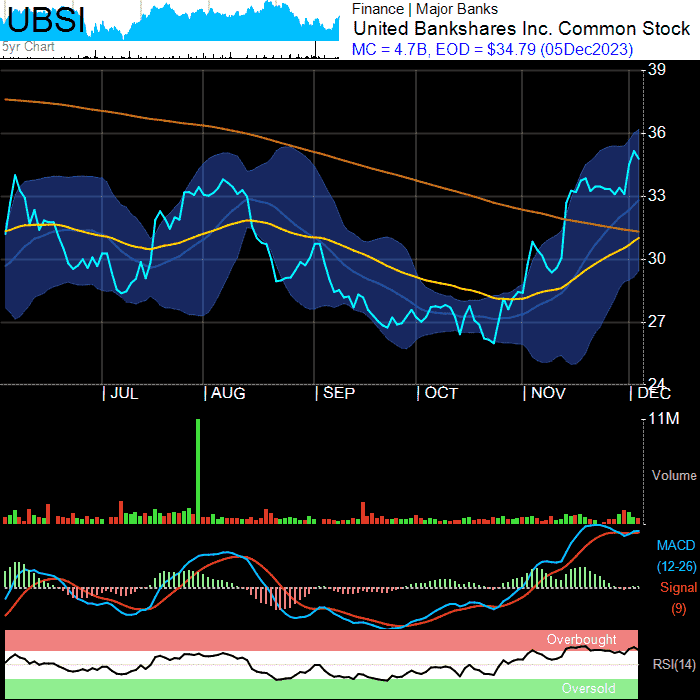 UBSI
5yr Chart
Finance | Major Banks
United Bankshares Inc. Common Stock
MC = 4.7B, EOD = $34.79 (05Dec2023)
39
36
33
30
27
24
| JUL | AUG | SEP | OCT | NOV | DEC
11M
Volume
MACD
(12-26)
Signal
(9)
Overbought
RSI(14)
Oversold